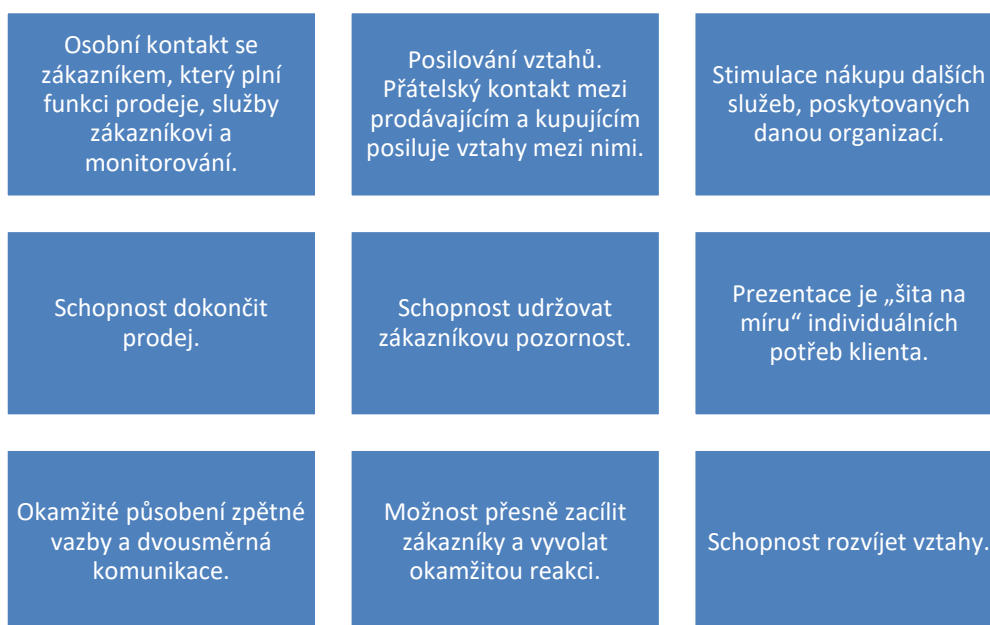 Osobní kontakt se
zákazníkem, který plní
funkci prodeje, služby
zákazníkovi a
monitorování.
Posilování vztahů.
Přátelský kontakt mezi
prodávajícím a kupujícím
posiluje vztahy mezi nimi.
Stimulace nákupu dalších
služeb, poskytovaných
danou organizací.
Schopnost dokončit
prodej.
Schopnost udržovat
zákazníkovu pozornost.
Prezentace je „šita na
míru“ individuálních
potřeb klienta.
Okamžité působení zpětné
vazby a dvousměrná
komunikace.
Možnost přesně zacílit
zákazníky a vyvolat
okamžitou reakci.
Schopnost rozvíjet vztahy.